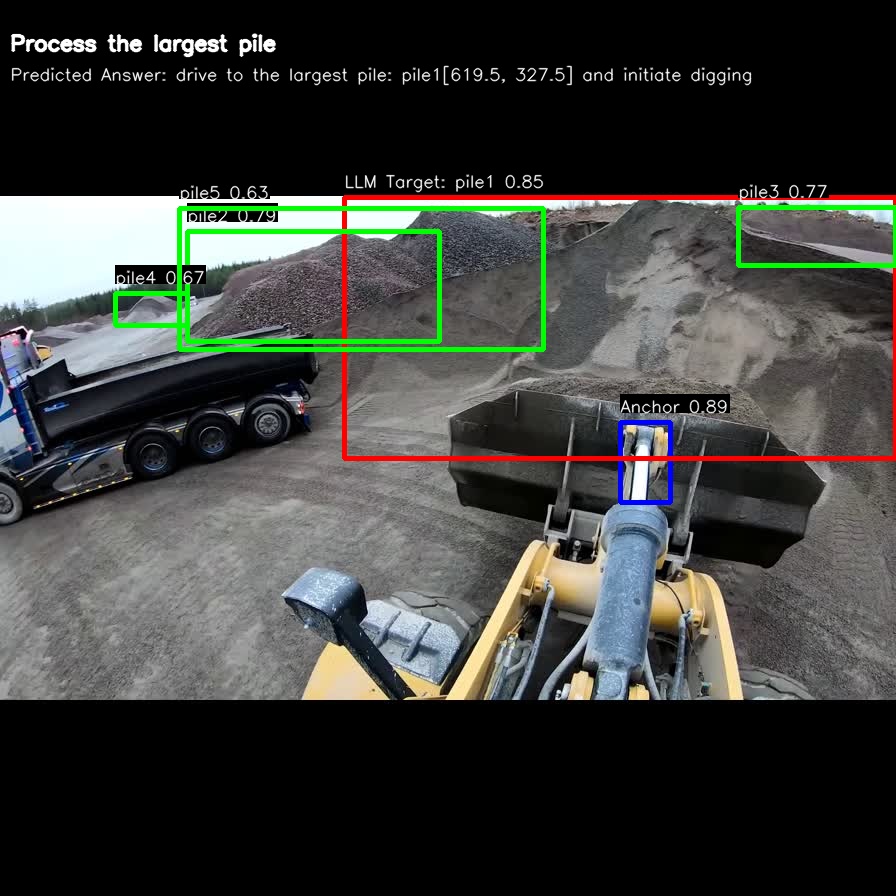 Process the largest pile
Predicted Answer: drive to the largest pile: pile1[619.5, 327.5] and initiate digging
LLM Target: pile1 0.85
pile5 0.63
pile3 0.77
pile2 0.79
pile4 0.67
Anchor 0.89